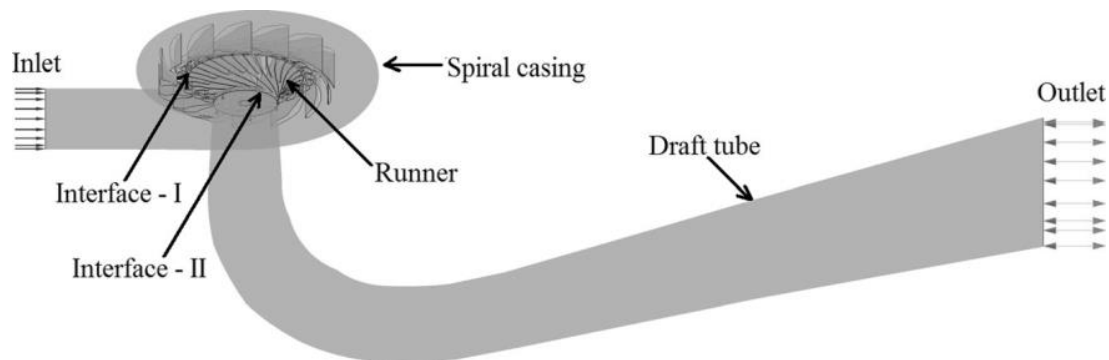 Inlet
Spiral casing
Outlet
Draft tube
Runner
Interface - I
Interface - II